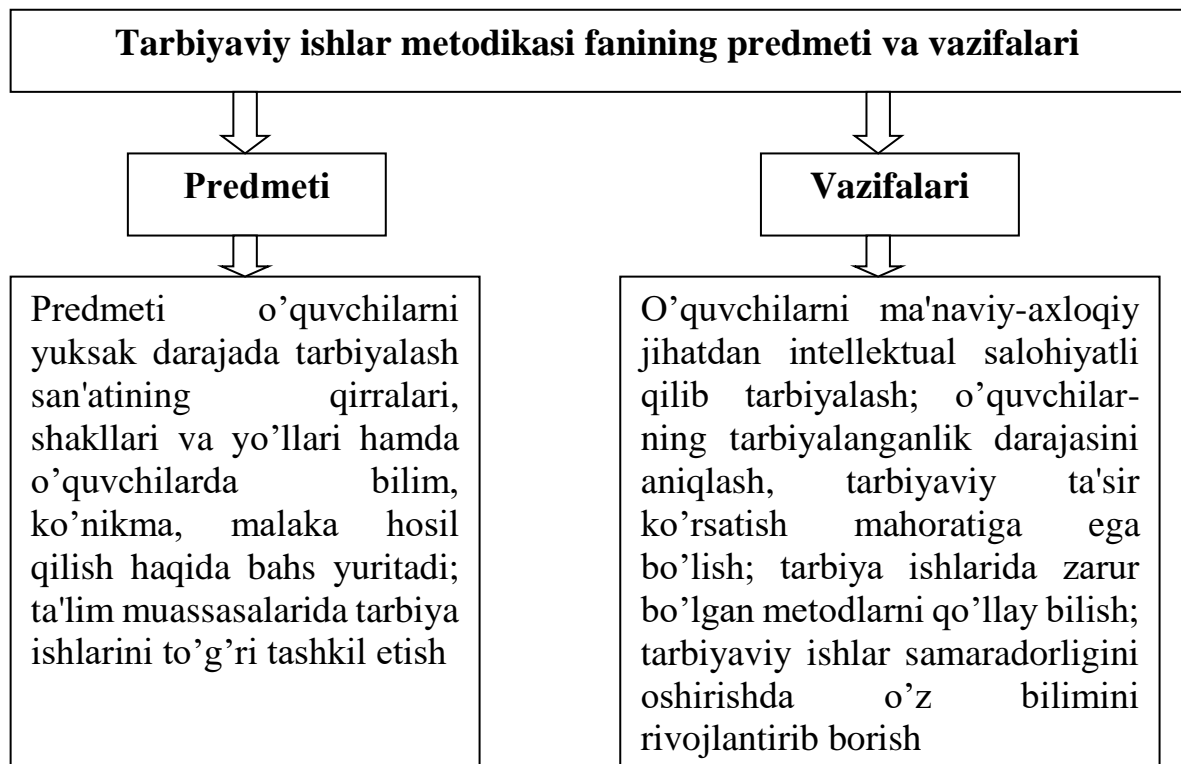 Tarbiyaviy ishlar metodikasi fanining predmeti va vazifalari
Predmeti
Vazifalari
Predmeti o’quvchilarni
yuksak darajada tarbiyalash
san'atining qirralari,
shakllari va yo’llari hamda
o’quvchilarda bilim,
ko’nikma, malaka hosil
qilish haqida bahs yuritadi;
ta'lim muassasalarida tarbiya
ishlarini to’g’ri tashkil etish
O’quvchilarni ma'naviy-axloqiy
jihatdan intellektual salohiyatli
qilib tarbiyalash; o’quvchilar-
ning tarbiyalanganlik darajasini
aniqlash, tarbiyaviy ta'sir
ko’rsatish mahoratiga ega
bo’lish; tarbiya ishlarida zarur
bo’lgan metodlarni qo’llay bilish;
tarbiyaviy ishlar samaradorligini
oshirishda o’z bilimini
rivojlantirib borish